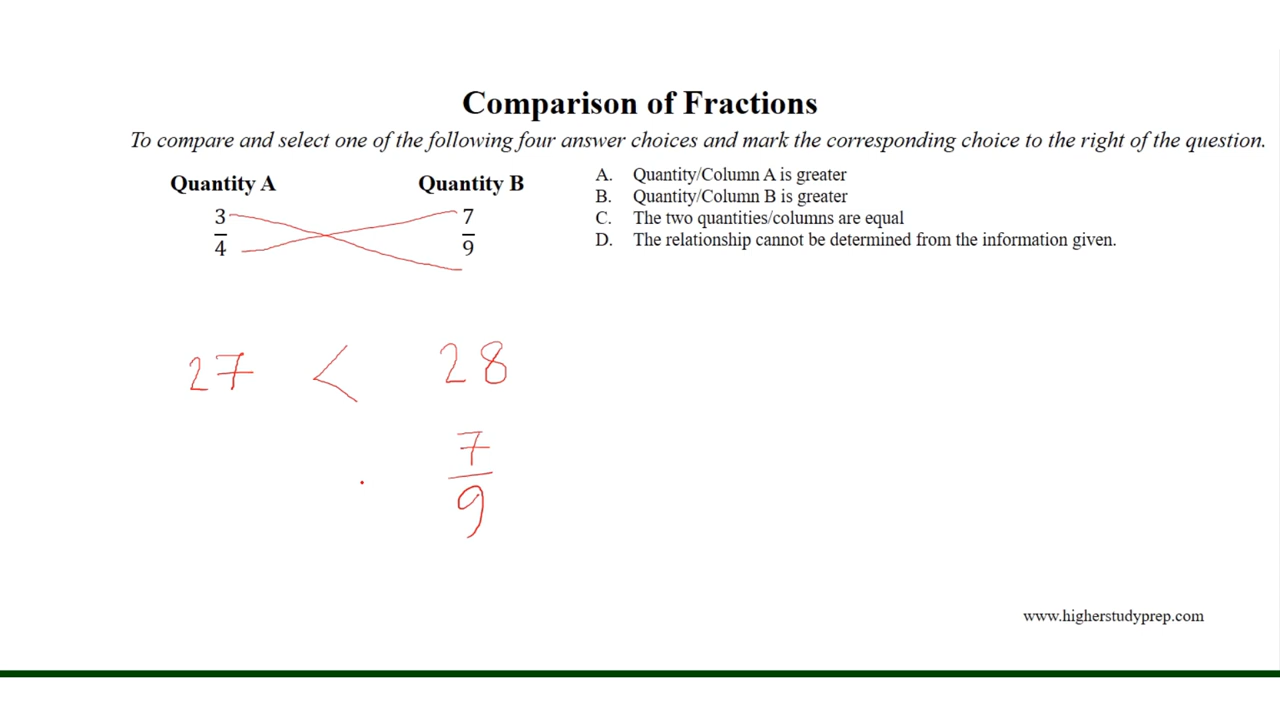 Comparison of Fractions
To compare and select one of the following four answer choices and mark the corresponding choice to the right of the question.
Quantity A Quantity B
3/4 7/9
A. Quantity/Column A is greater
B. Quantity/Column B is greater
C. The two quantities/columns are equal
D. The relationship cannot be determined from the information given.
27 < 28
7/9
www.higherstudyprep.com